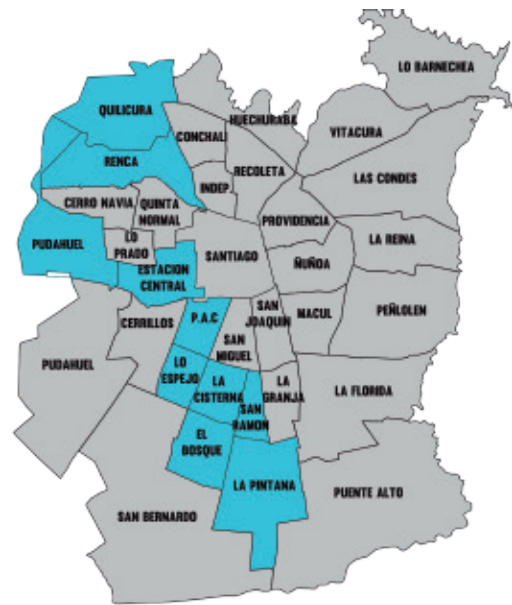 LO BARNECHEA
QUILICURA
HUECHURABA
VITACURA
CONCHALI
RENCA
RECOLETA
LAS CONDES
INDEP
CERRO NAVIA
QUINTA
NORMAL
PROVIDENCIA
PUDAHUEL
LO
PRADO
LA REINA
SANTIAGO
ÑUÑOA
ESTACION
CENTRAL
P.A.C
CERRILLOS
SAN
JOAQUIN
MACUL
PEÑLOLEN
SAN
MIGUEL
PUDAHUEL
LO
ESPEJO
LA
CISTERNA
LA
GRANJA
LA FLORIDA
SAN
RAMON
EL
BOSQUE
LA PINTANA
PUENTE ALTO
SAN BERNARDO